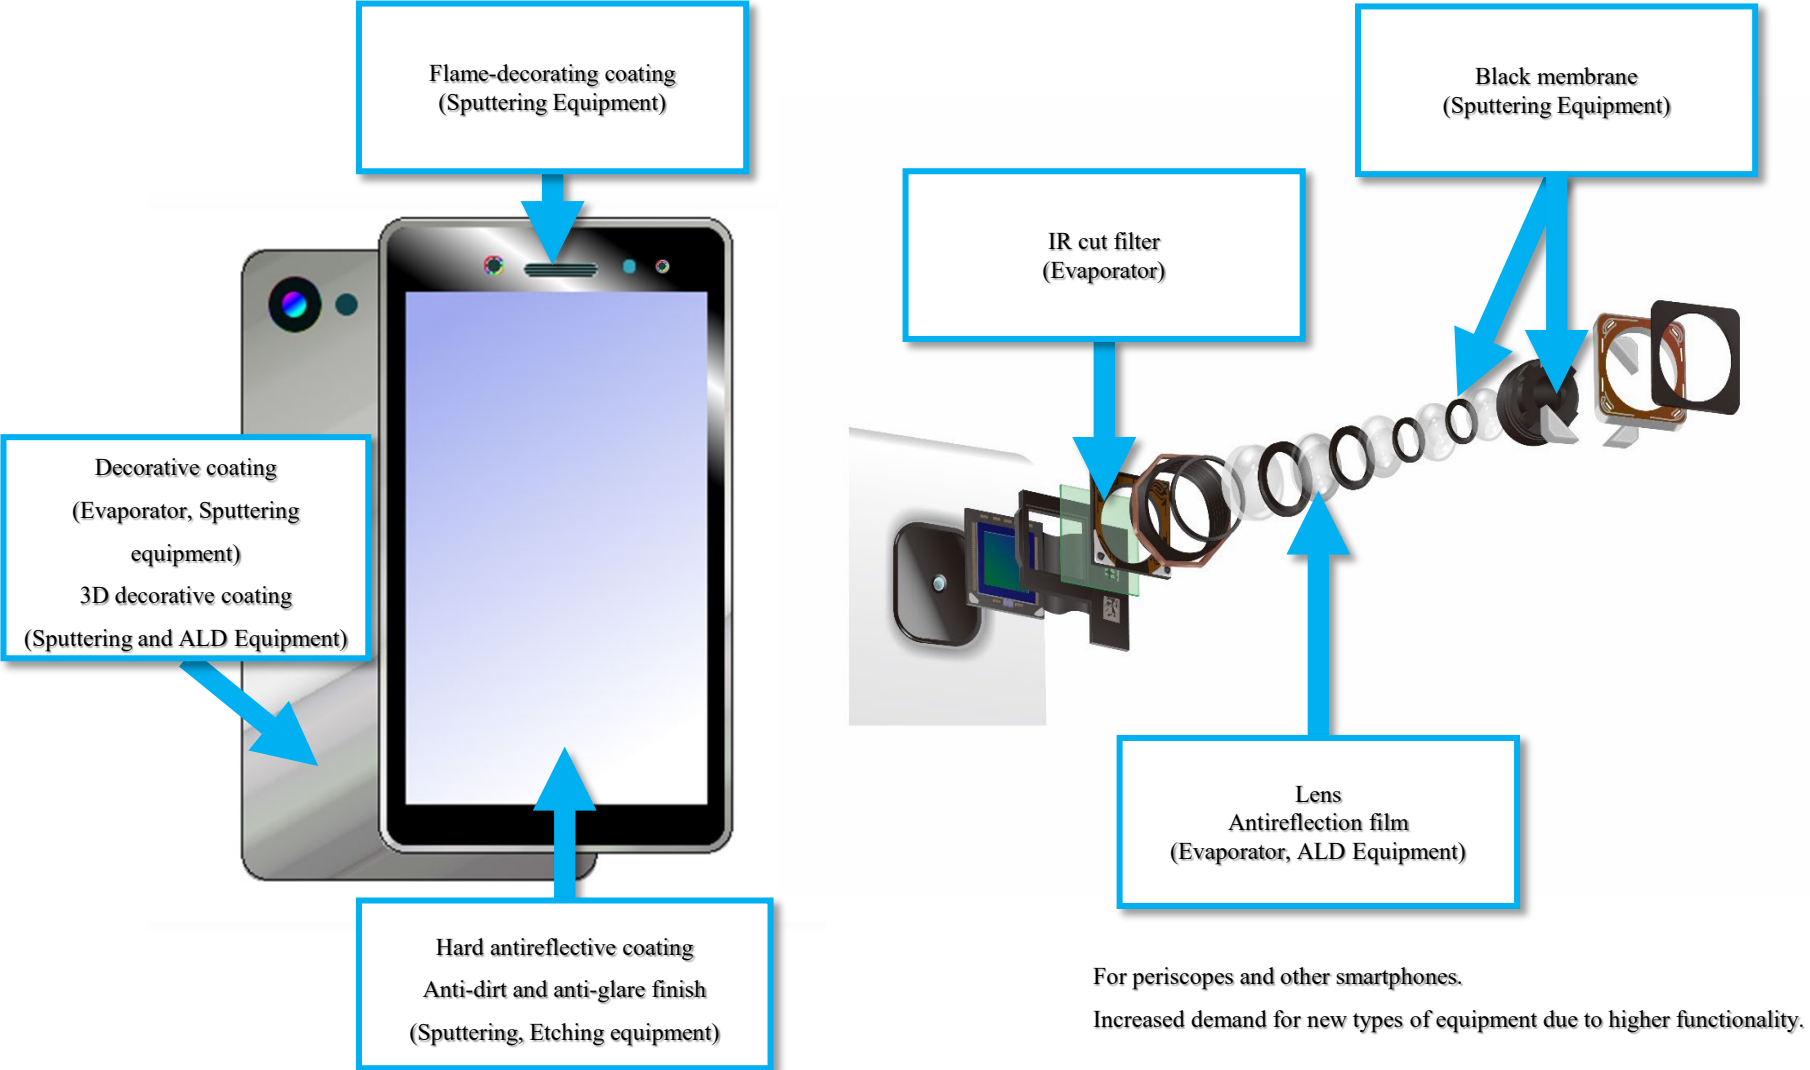 Flame-decorating coating
(Sputtering Equipment)
Black membrane
(Sputtering Equipment)
IR cut filter
(Evaporator)
Decorative coating
(Evaporator, Sputtering
equipment)
3D decorative coating
(Sputtering and ALD Equipment)
Lens
Antireflection film
(Evaporator, ALD Equipment)
Hard antireflective coating
Anti-dirt and anti-glare finish
(Sputtering, Etching equipment)
For periscopes and other smartphones.
Increased demand for new types of equipment due to higher functionality.